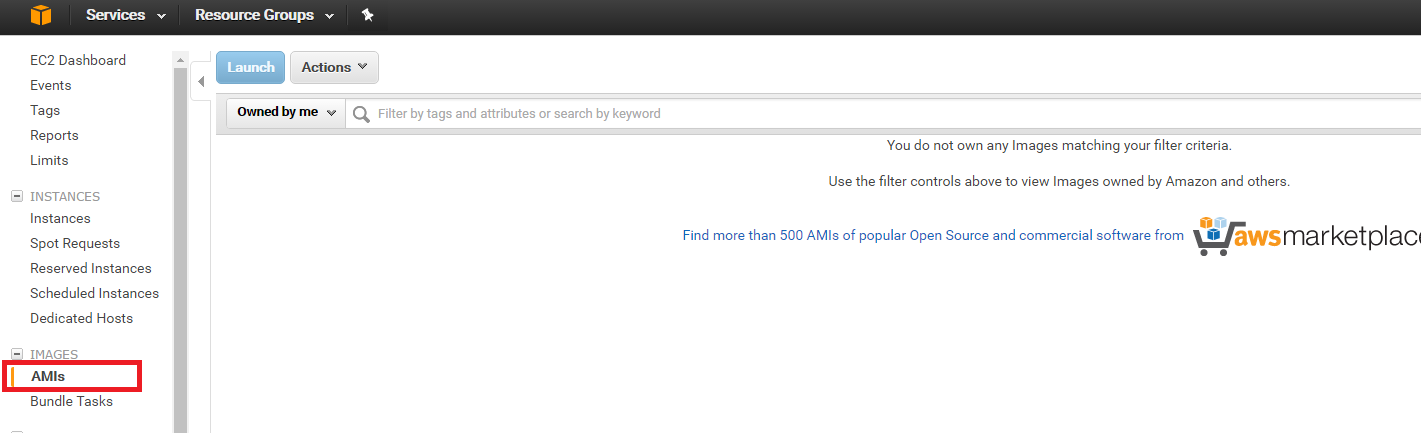 Services Resource Groups
EC2 Dashboard
Events
Tags
Reports
Limits
INSTANCES
Instances
Spot Requests
Reserved Instances
Scheduled Instances
Dedicated Hosts
IMAGES
AMIs
Bundle Tasks
Launch Actions
Owned by me Filter by tags and attributes or search by keyword
You do not own any Images matching your filter criteria.
Use the filter controls above to view Images owned by Amazon and others.
Find more than 500 AMIs of popular Open Source and commercial software from awsmarketplace